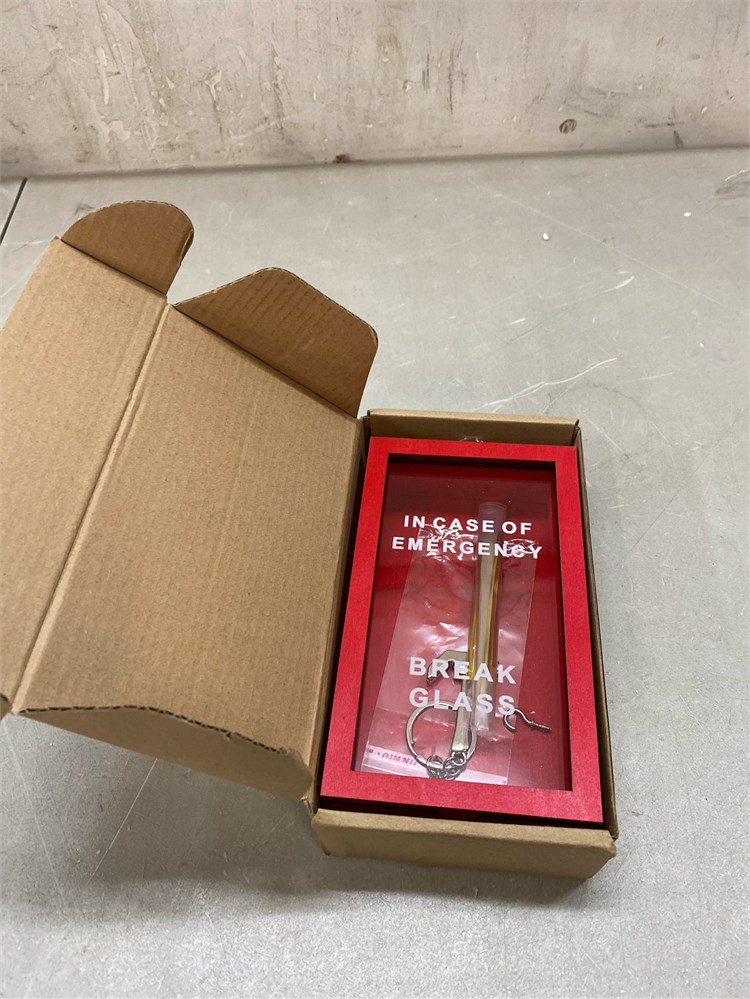 IN CASE OF
EMERGENCY
BREAK
GLASS